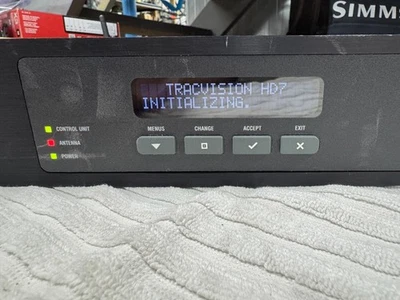 SIMMS
TRACVISION HD7
INITIALIZING.
CONTROL UNIT
ANTENNA
POWER
MENUS
CHANGE
ACCEPT
EXIT